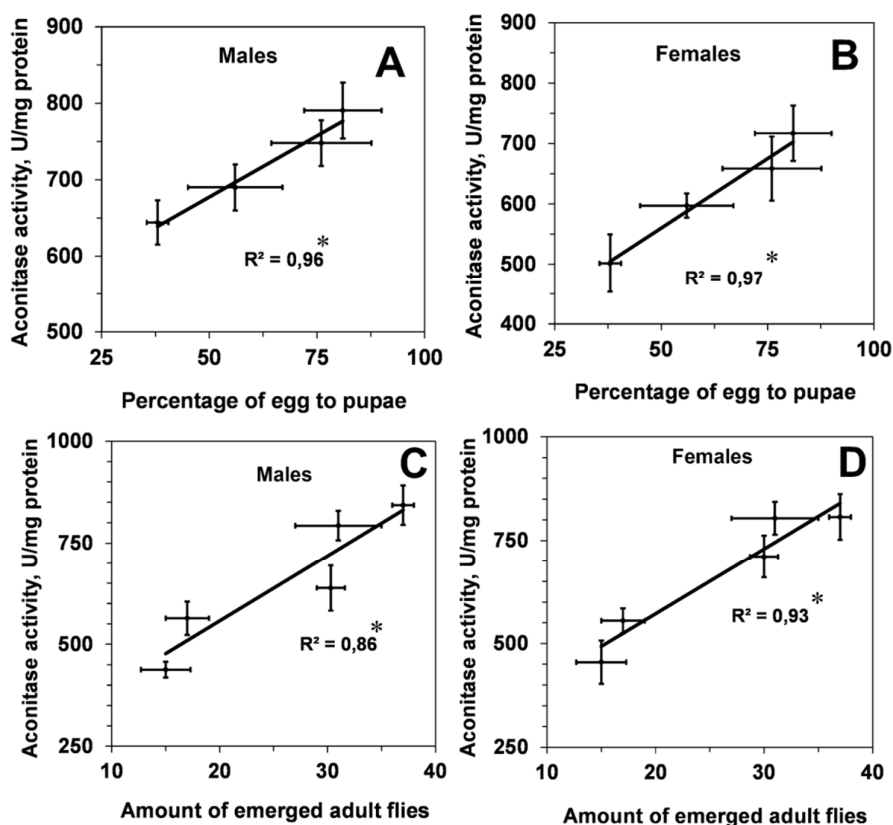 A
Males
Aconitase activity, U/mg protein
900
800
700
600
500
R² = 0,96*
25 50 75 100
Percentage of egg to pupae
B
Females
Aconitase activity, U/mg protein
900
800
700
600
500
400
R² = 0,97*
25 50 75 100
Percentage of egg to pupae
C
Males
Aconitase activity, U/mg protein
1000
750
500
250
R² = 0,86*
10 20 30 40
Amount of emerged adult flies
D
Females
Aconitase activity, U/mg protein
1000
750
500
250
R² = 0,93*
10 20 30 40
Amount of emerged adult flies